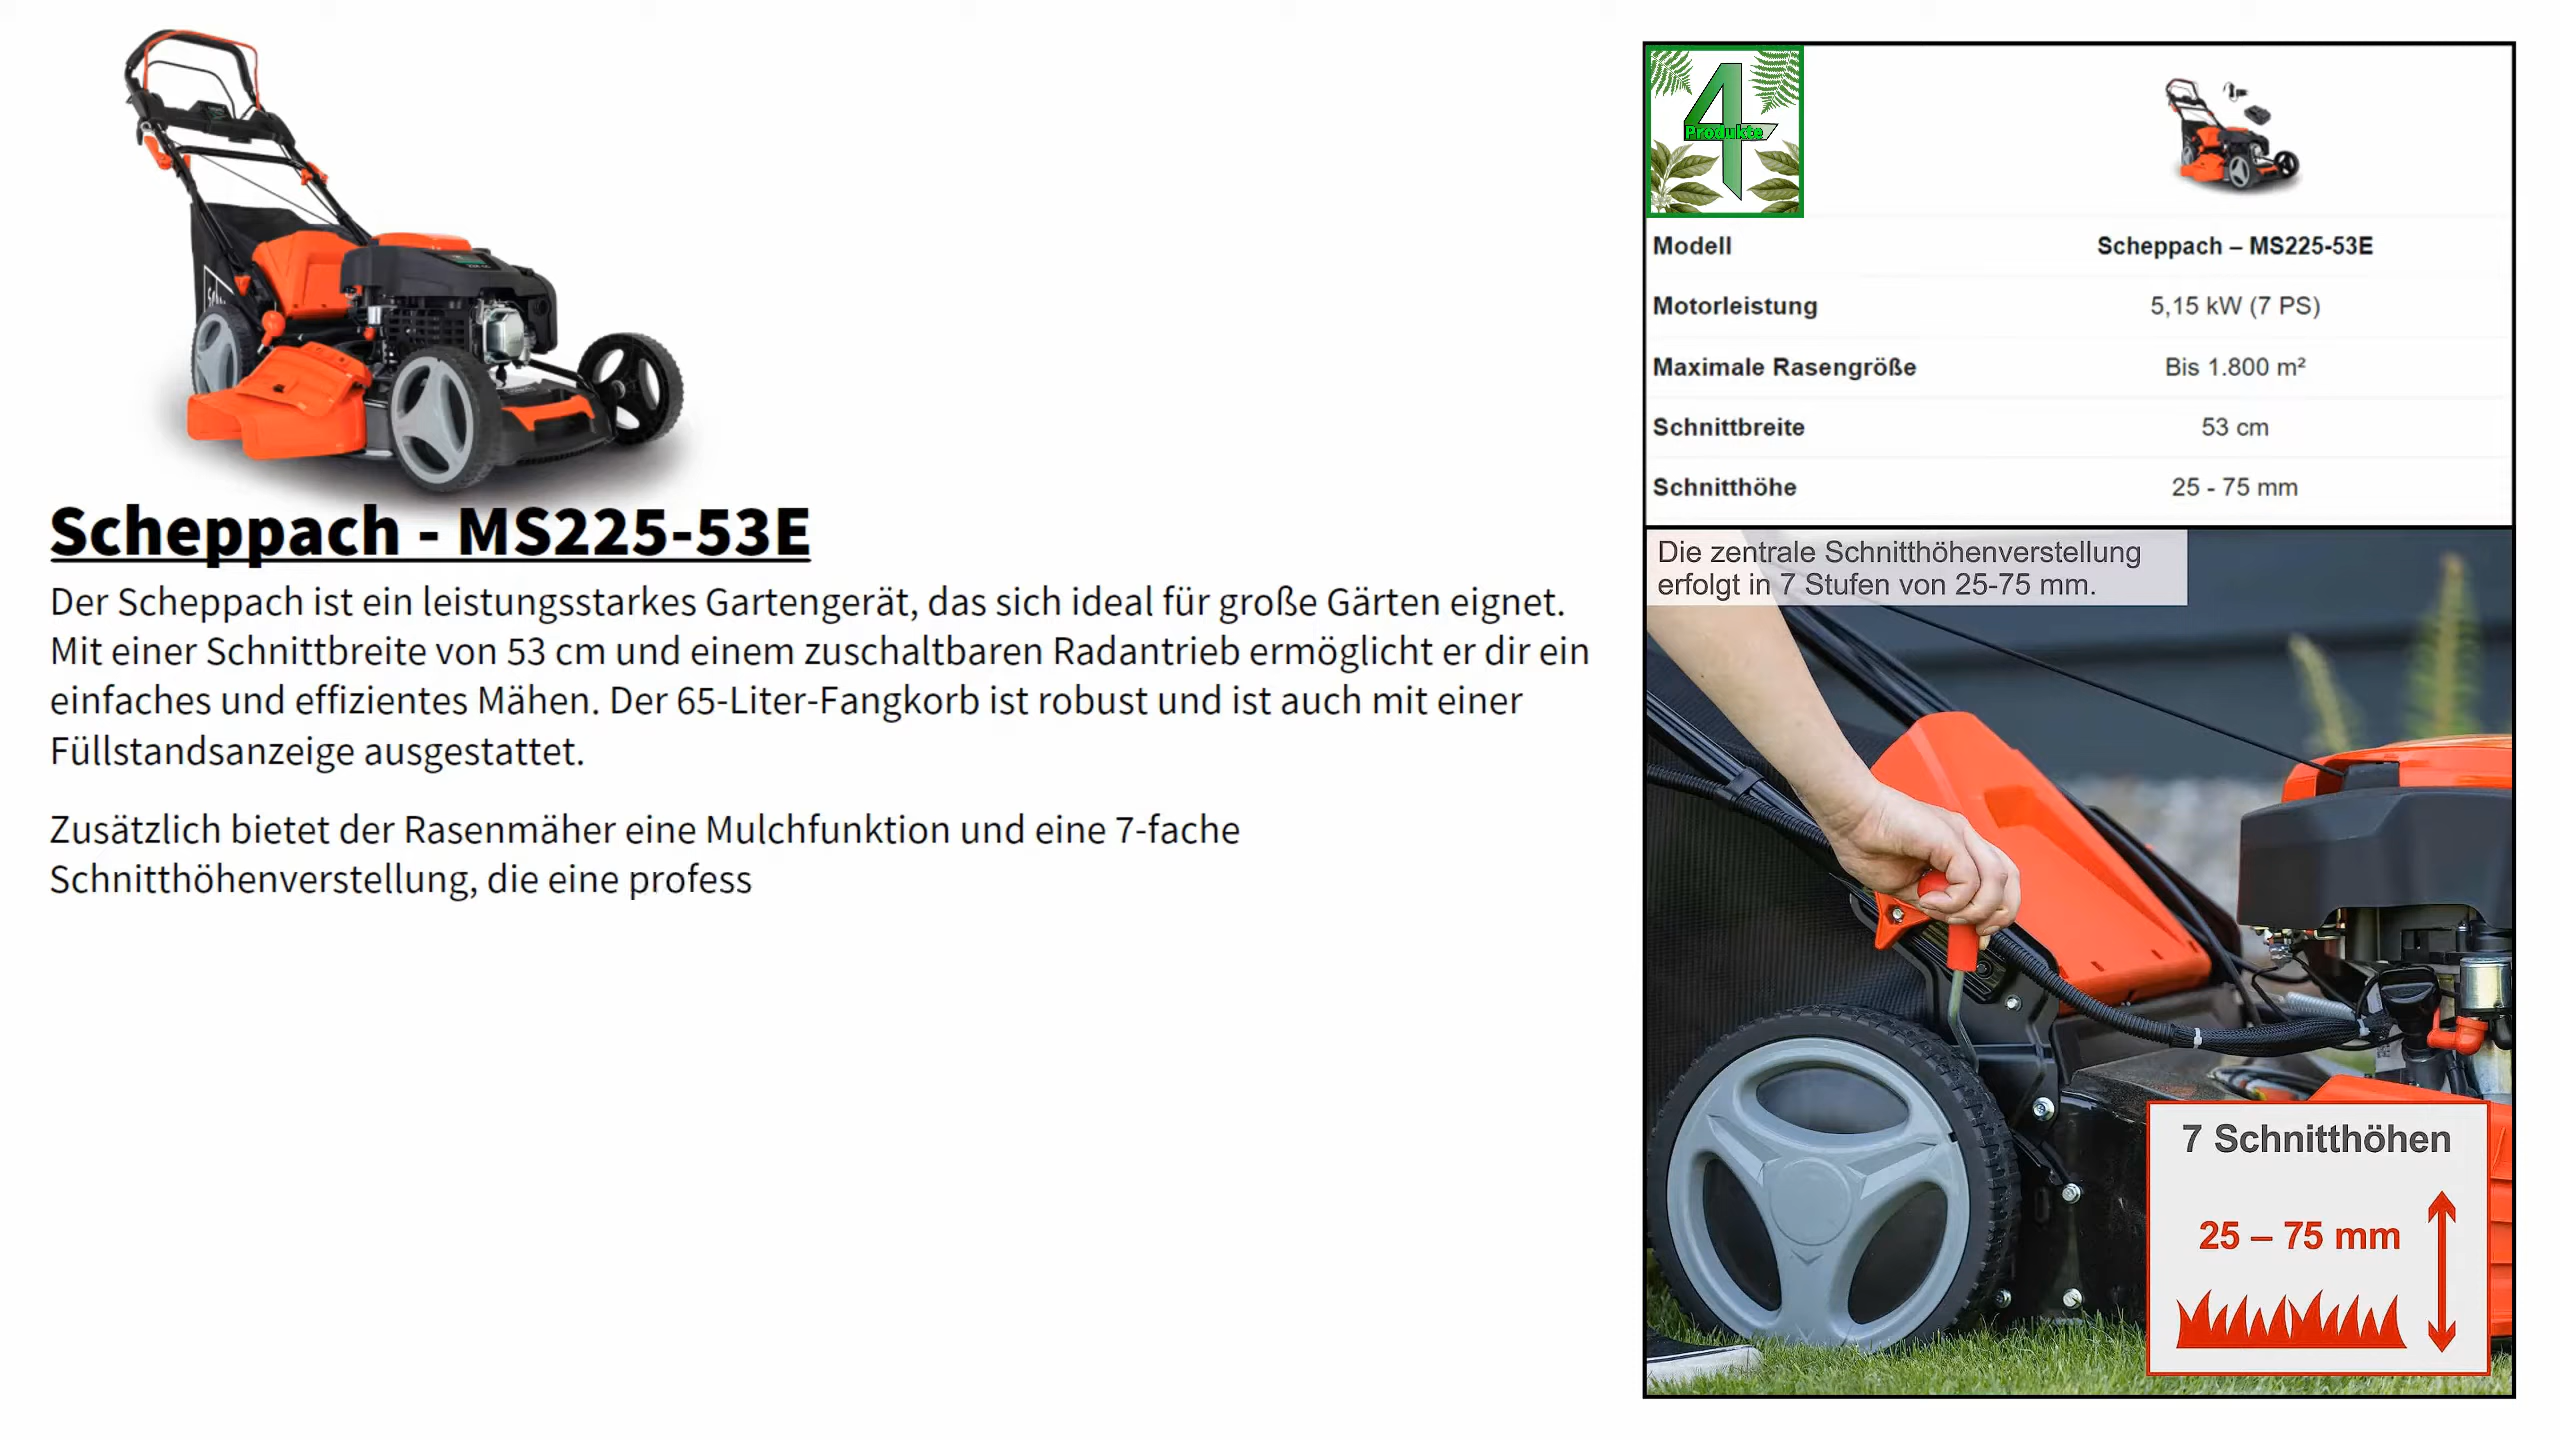 Scheppach - MS225-53E
Der Scheppach ist ein leistungsstarkes Gartengerät, das sich ideal für große Gärten eignet.
Mit einer Schnittbreite von 53 cm und einem zuschaltbaren Radantrieb ermöglicht er dir ein
einfaches und effizientes Mähen. Der 65-Liter-Fangkorb ist robust und ist auch mit einer
Füllstandsanzeige ausgestattet.
Zusätzlich bietet der Rasenmäher eine Mulchfunktion und eine 7-fache
Schnitthöhenverstellung, die eine profess
4
Produkte
Modell Scheppach – MS225-53E
Motorleistung 5,15 kW (7 PS)
Maximale Rasengröße Bis 1.800 m²
Schnittbreite 53 cm
Schnitthöhe 25 - 75 mm
Die zentrale Schnitthöhenverstellung
erfolgt in 7 Stufen von 25-75 mm.
7 Schnitthöhen
25 – 75 mm